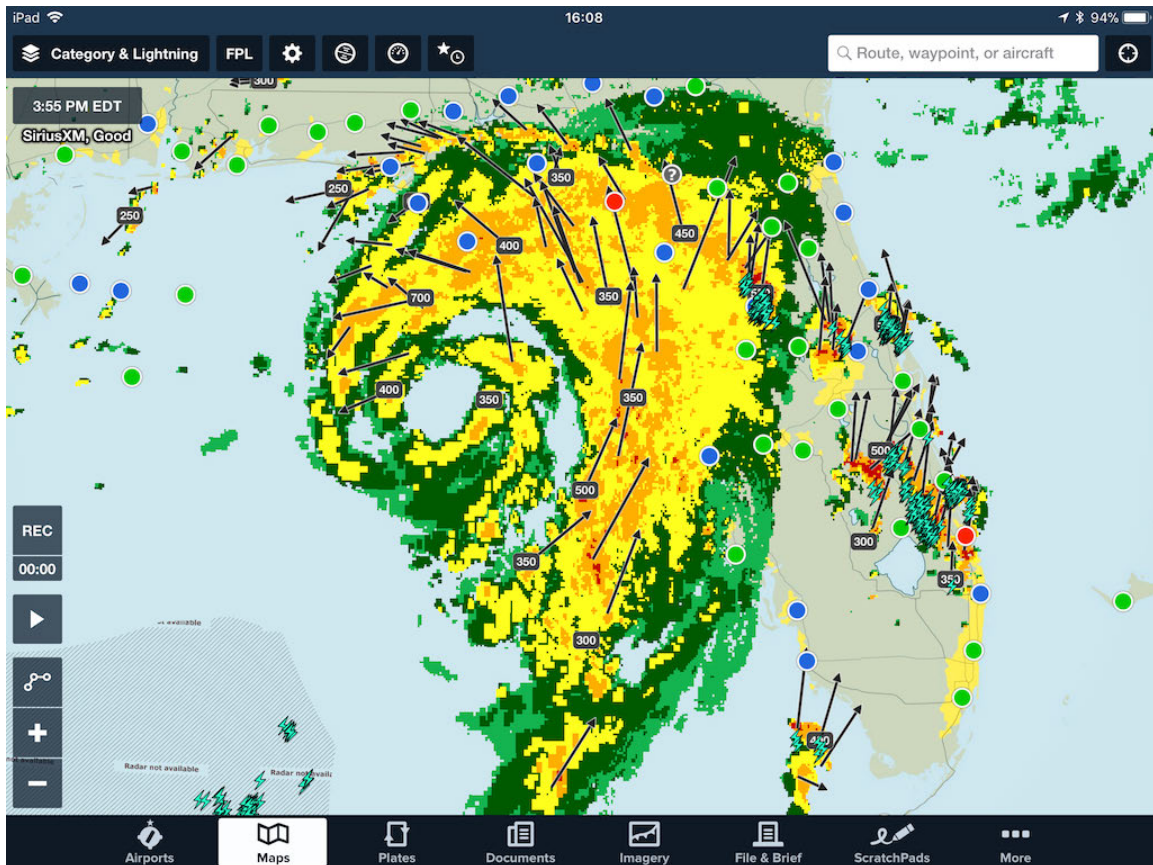 iPad
16:08
94%
Category & Lightning
FPL
Route, waypoint, or aircraft
300
3:55 PM EDT
SiriusXM, Good
250
350
?
250
400
450
700
350
400
350
350
500
500
350
300
350
300
REC
00:00
not available
Radar not available
Radar not availa
Airports
Maps
Plates
Documents
Imagery
File & Brief
ScratchPads
More